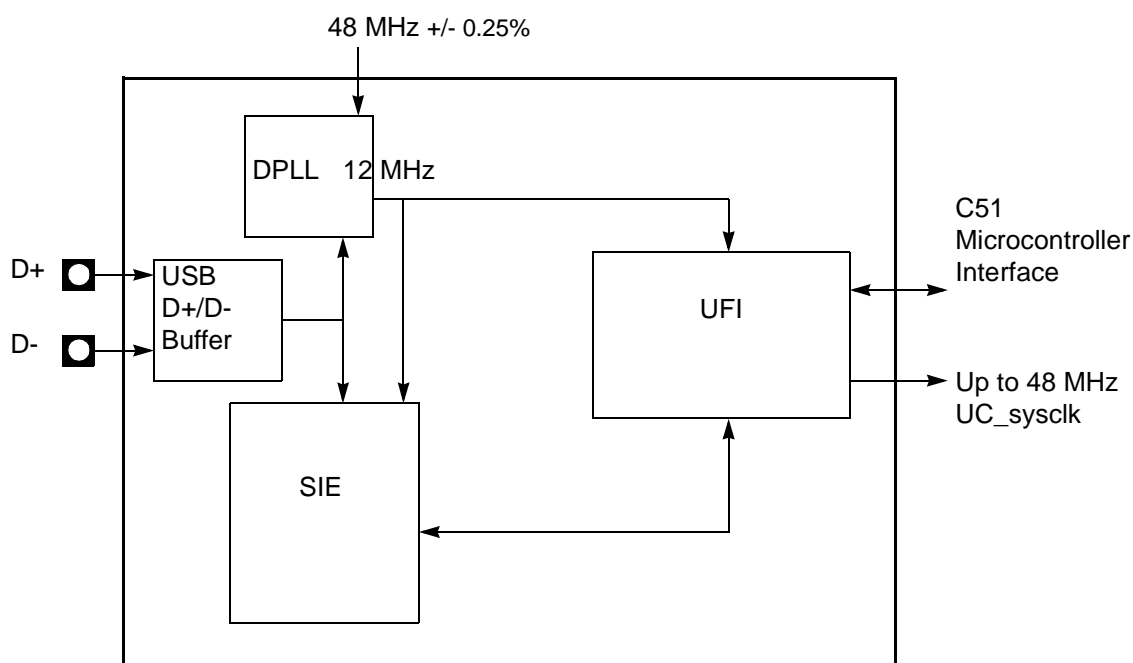 48 MHz +/- 0.25%
DPLL 12 MHz
C51
Microcontroller
Interface
D+
USB
D+/D-
Buffer
UFI
D-
Up to 48 MHz
UC_sysclk
SIE